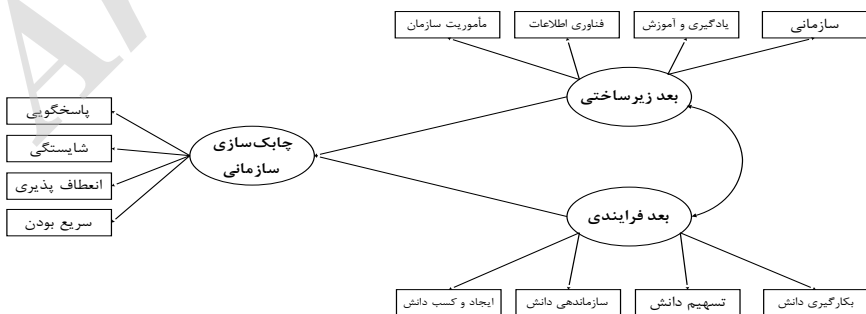 سازمانی
یادگیری و آموزش
فناوری اطلاعات
مأموریت سازمان
بعد زیرساختی
پاسخگویی
شایستگی
انعطاف پذیری
سریع بودن
چابک‌سازی
سازمانی
بعد فرایندی
بکارگیری دانش
تسهیم دانش
سازماندهی دانش
ایجاد و کسب دانش